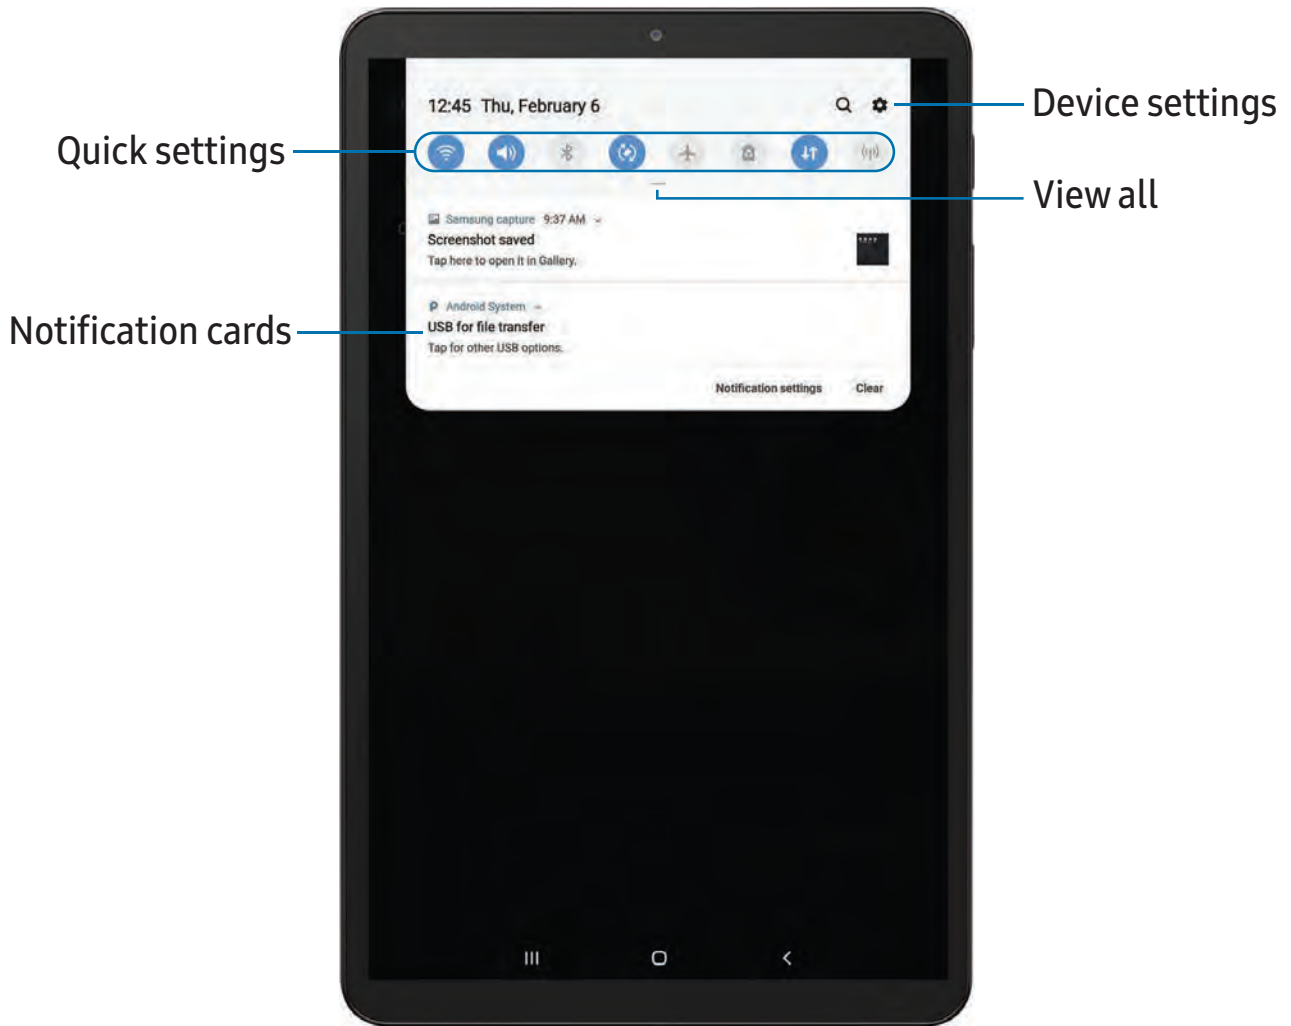 12:45 Thu, February 6
Device settings
Quick settings
View all
Samsung capture 9:37 AM
Screenshot saved
Tap here to open it in Gallery.
Android System
Notification cards
USB for file transfer
Tap for other USB options.
Notification settings Clear